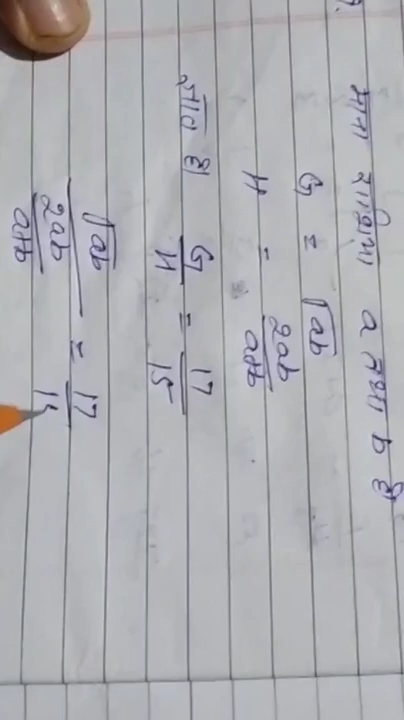 माना राशियाँ a तथा b हैं
G = √ab
H = 2ab/a+b
ज्ञात है G/H = 17/15
√ab/(2ab/a+b) = 17/15